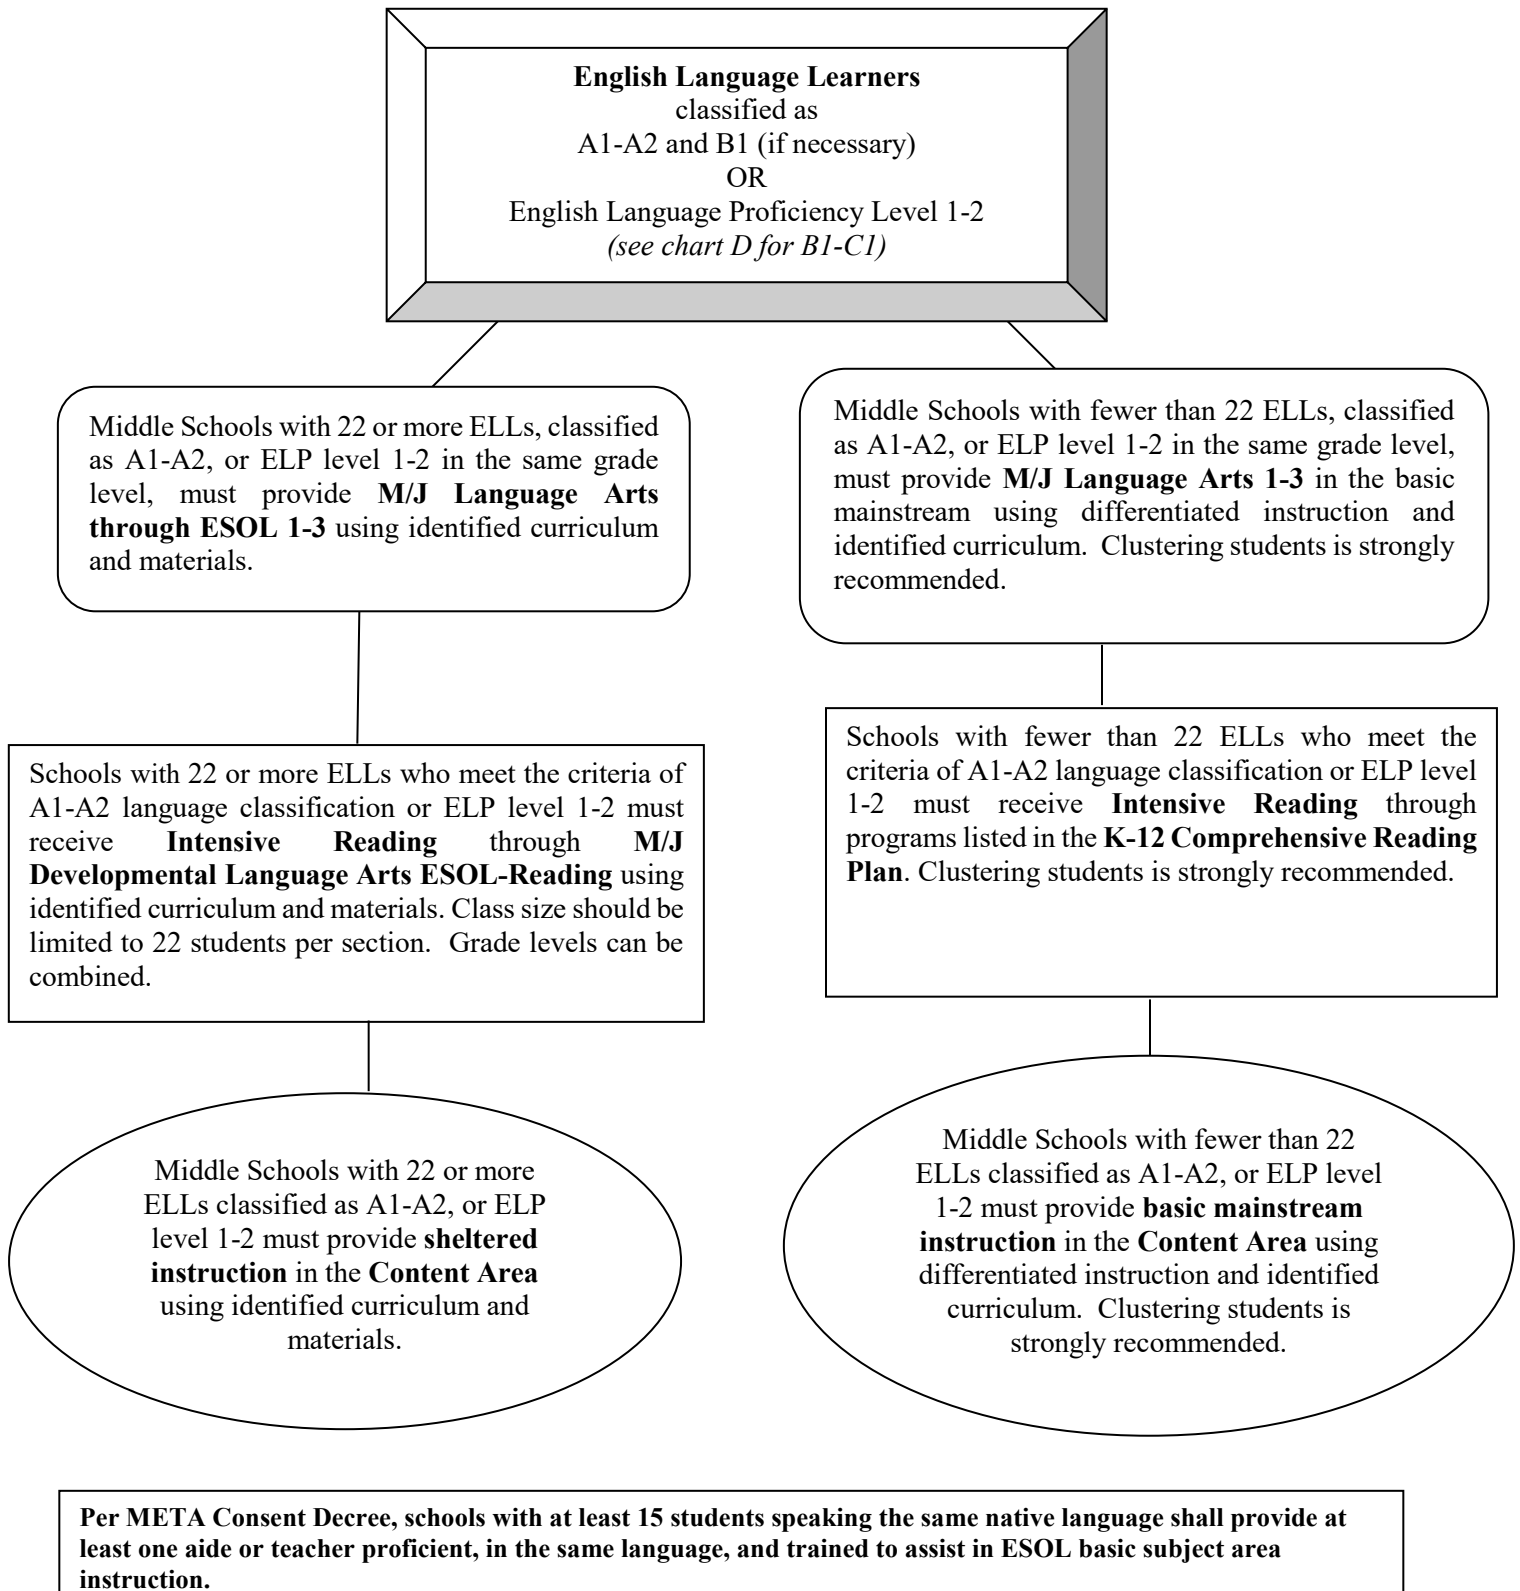 English Language Learners
classified as
A1-A2 and B1 (if necessary)
OR
English Language Proficiency Level 1-2
(see chart D for B1-C1)
Middle Schools with 22 or more ELLs, classified
as A1-A2, or ELP level 1-2 in the same grade
level, must provide M/J Language Arts
through ESOL 1-3 using identified curriculum
and materials.
Middle Schools with fewer than 22 ELLs, classified
as A1-A2, or ELP level 1-2 in the same grade level,
must provide M/J Language Arts 1-3 in the basic
mainstream using differentiated instruction and
identified curriculum. Clustering students is strongly
recommended.
Schools with 22 or more ELLs who meet the criteria of
A1-A2 language classification or ELP level 1-2 must
receive Intensive Reading through M/J
Developmental Language Arts ESOL-Reading using
identified curriculum and materials. Class size should be
limited to 22 students per section. Grade levels can be
combined.
Schools with fewer than 22 ELLs who meet the
criteria of A1-A2 language classification or ELP level
1-2 must receive Intensive Reading through
programs listed in the K-12 Comprehensive Reading
Plan. Clustering students is strongly recommended.
Middle Schools with 22 or more
ELLs classified as A1-A2, or ELP
level 1-2 must provide sheltered
instruction in the Content Area
using identified curriculum and
materials.
Middle Schools with fewer than 22
ELLs classified as A1-A2, or ELP level
1-2 must provide basic mainstream
instruction in the Content Area using
differentiated instruction and identified
curriculum. Clustering students is
strongly recommended.
Per META Consent Decree, schools with at least 15 students speaking the same native language shall provide at
least one aide or teacher proficient, in the same language, and trained to assist in ESOL basic subject area
instruction.